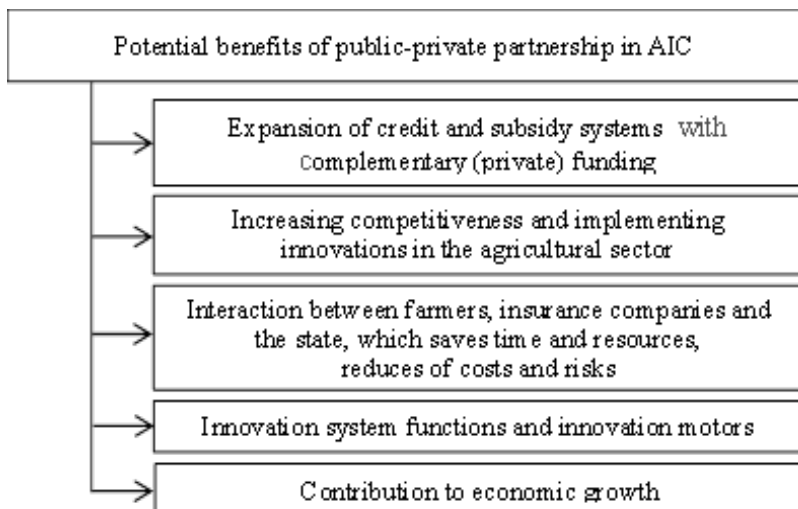 Potential benefits of public-private partnership in AIC
Expansion of credit and subsidy systems with
complementary (private) funding
Increasing competitiveness and implementing
innovations in the agricultural sector
Interaction between farmers, insurance companies and
the state, which saves time and resources,
reduces of costs and risks
Innovation system functions and innovation motors
Contribution to economic growth